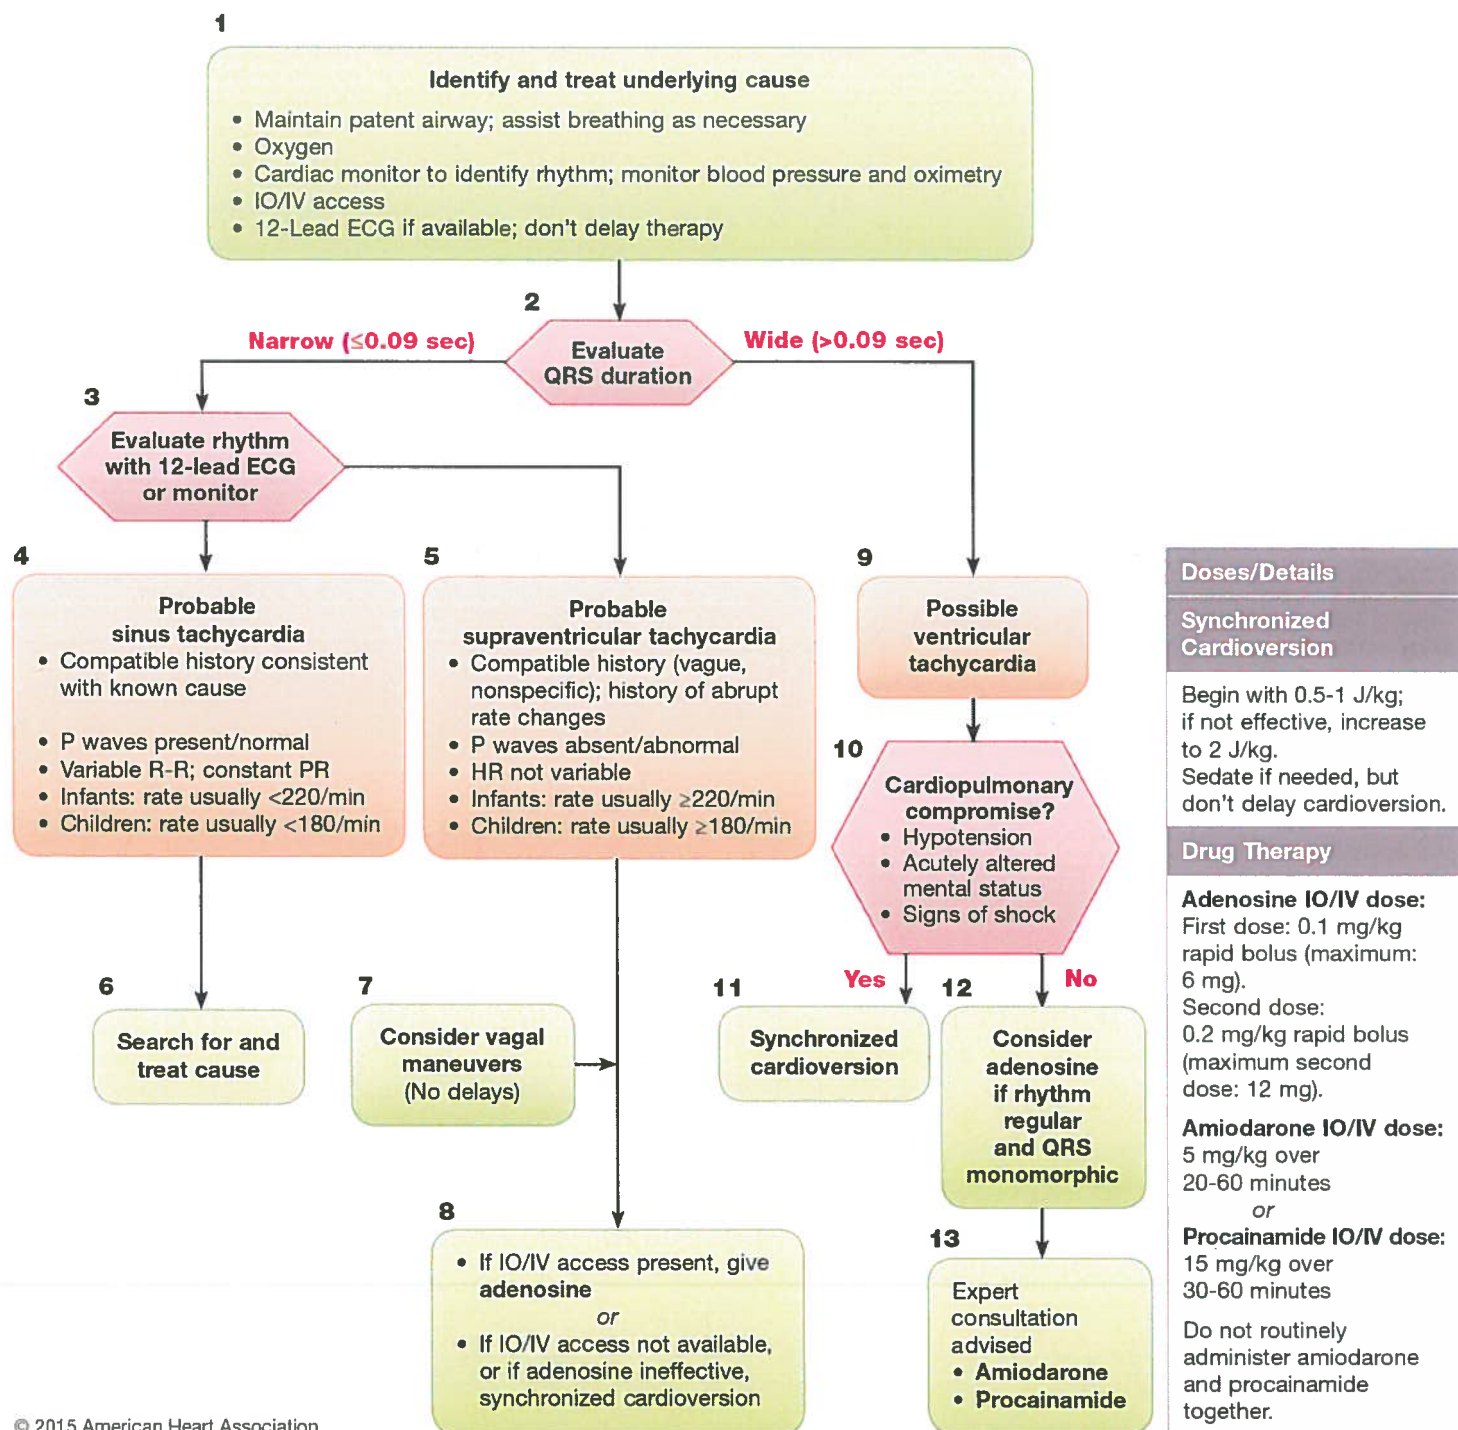 1
Identify and treat underlying cause
• Maintain patent airway; assist breathing as necessary
• Oxygen
• Cardiac monitor to identify rhythm; monitor blood pressure and oximetry
• IO/IV access
• 12-Lead ECG if available; don't delay therapy
2
Narrow (≤0.09 sec)
Evaluate
QRS duration
Wide (>0.09 sec)
3
Evaluate rhythm
with 12-lead ECG
or monitor
4
Probable
sinus tachycardia
• Compatible history consistent
with known cause
• P waves present/normal
• Variable R-R; constant PR
• Infants: rate usually <220/min
• Children: rate usually <180/min
5
Probable
supraventricular tachycardia
• Compatible history (vague,
nonspecific); history of abrupt
rate changes
• P waves absent/abnormal
• HR not variable
• Infants: rate usually ≥220/min
• Children: rate usually ≥180/min
9
Possible
ventricular
tachycardia
10
Cardiopulmonary
compromise?
• Hypotension
• Acutely altered
mental status
• Signs of shock
Yes
No
6
Search for and
treat cause
7
Consider vagal
maneuvers
(No delays)
11
Synchronized
cardioversion
12
Consider
adenosine
if rhythm
regular
and QRS
monomorphic
8
• If IO/IV access present, give
adenosine
or
• If IO/IV access not available,
or if adenosine ineffective,
synchronized cardioversion
13
Expert
consultation
advised
• Amiodarone
• Procainamide
Doses/Details
Synchronized
Cardioversion
Begin with 0.5-1 J/kg;
if not effective, increase
to 2 J/kg.
Sedate if needed, but
don't delay cardioversion.
Drug Therapy
Adenosine IO/IV dose:
First dose: 0.1 mg/kg
rapid bolus (maximum:
6 mg).
Second dose:
0.2 mg/kg rapid bolus
(maximum second
dose: 12 mg).
Amiodarone IO/IV dose:
5 mg/kg over
20-60 minutes
or
Procainamide IO/IV dose:
15 mg/kg over
30-60 minutes
Do not routinely
administer amiodarone
and procainamide
together.
© 2015 American Heart Association